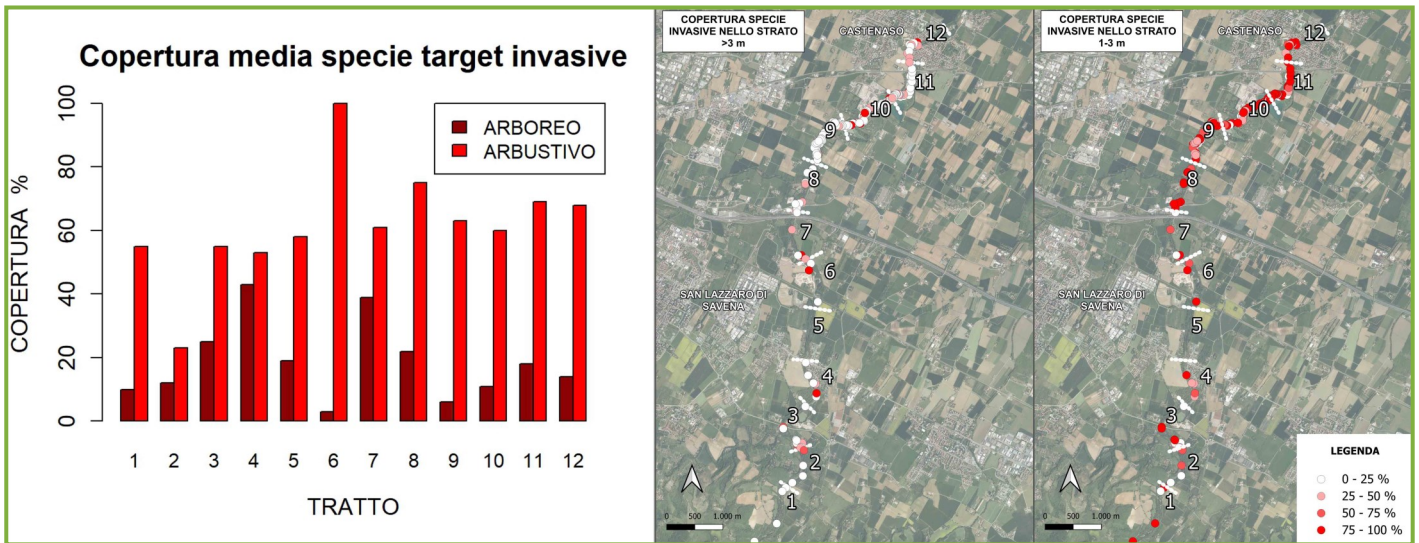 Copertura media specie target invasive
COPERTURA %
100
80
60
40
20
0
ARBOREO
ARBUSTIVO
1 2 3 4 5 6 7 8 9 10 11 12
TRATTO
COPERTURA SPECIE
INVASIVE NELLO STRATO
>3 m
CASTENASO
12
11
10
9
8
7
6
SAN LAZZARO DI
SAVENA
5
4
3
2
1
0 500 1.000 m
COPERTURA SPECIE
INVASIVE NELLO STRATO
1-3 m
CASTENASO
12
11
10
9
8
7
6
SAN LAZZARO DI
SAVENA
5
4
3
2
1
0 500 1.000 m
LEGENDA
0 - 25 %
25 - 50 %
50 - 75 %
75 - 100 %